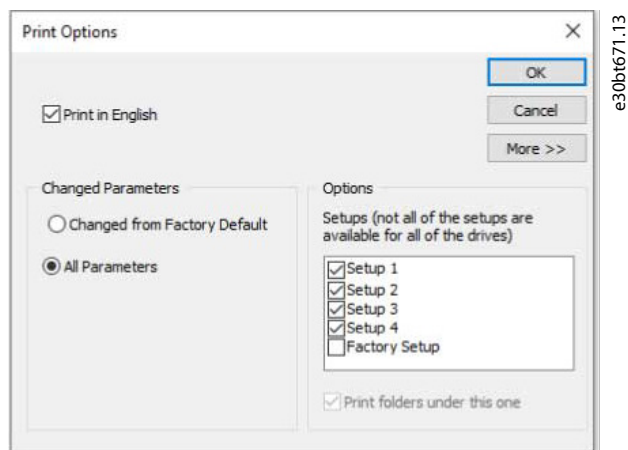 Print Options
OK
Print in English
Cancel
More >>
Changed Parameters
Changed from Factory Default
All Parameters
Options
Setups (not all of the setups are
available for all of the drives)
Setup 1
Setup 2
Setup 3
Setup 4
Factory Setup
Print folders under this one
e30bt671.13